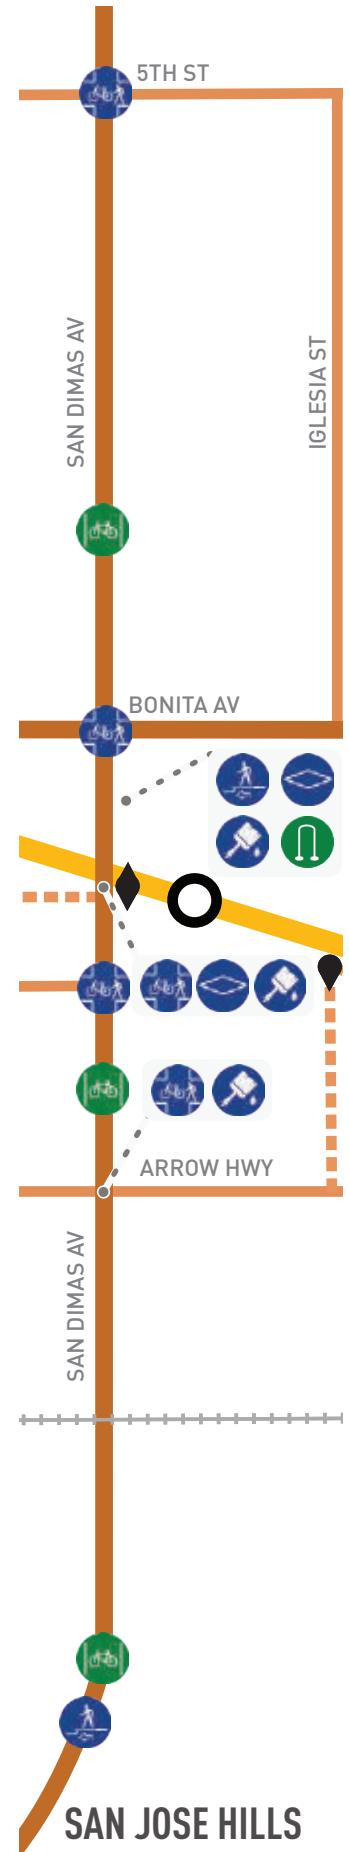 5TH ST
SAN DIMAS AV
IGLESIA ST
BONITA AV
ARROW HWY
SAN DIMAS AV
SAN JOSE HILLS